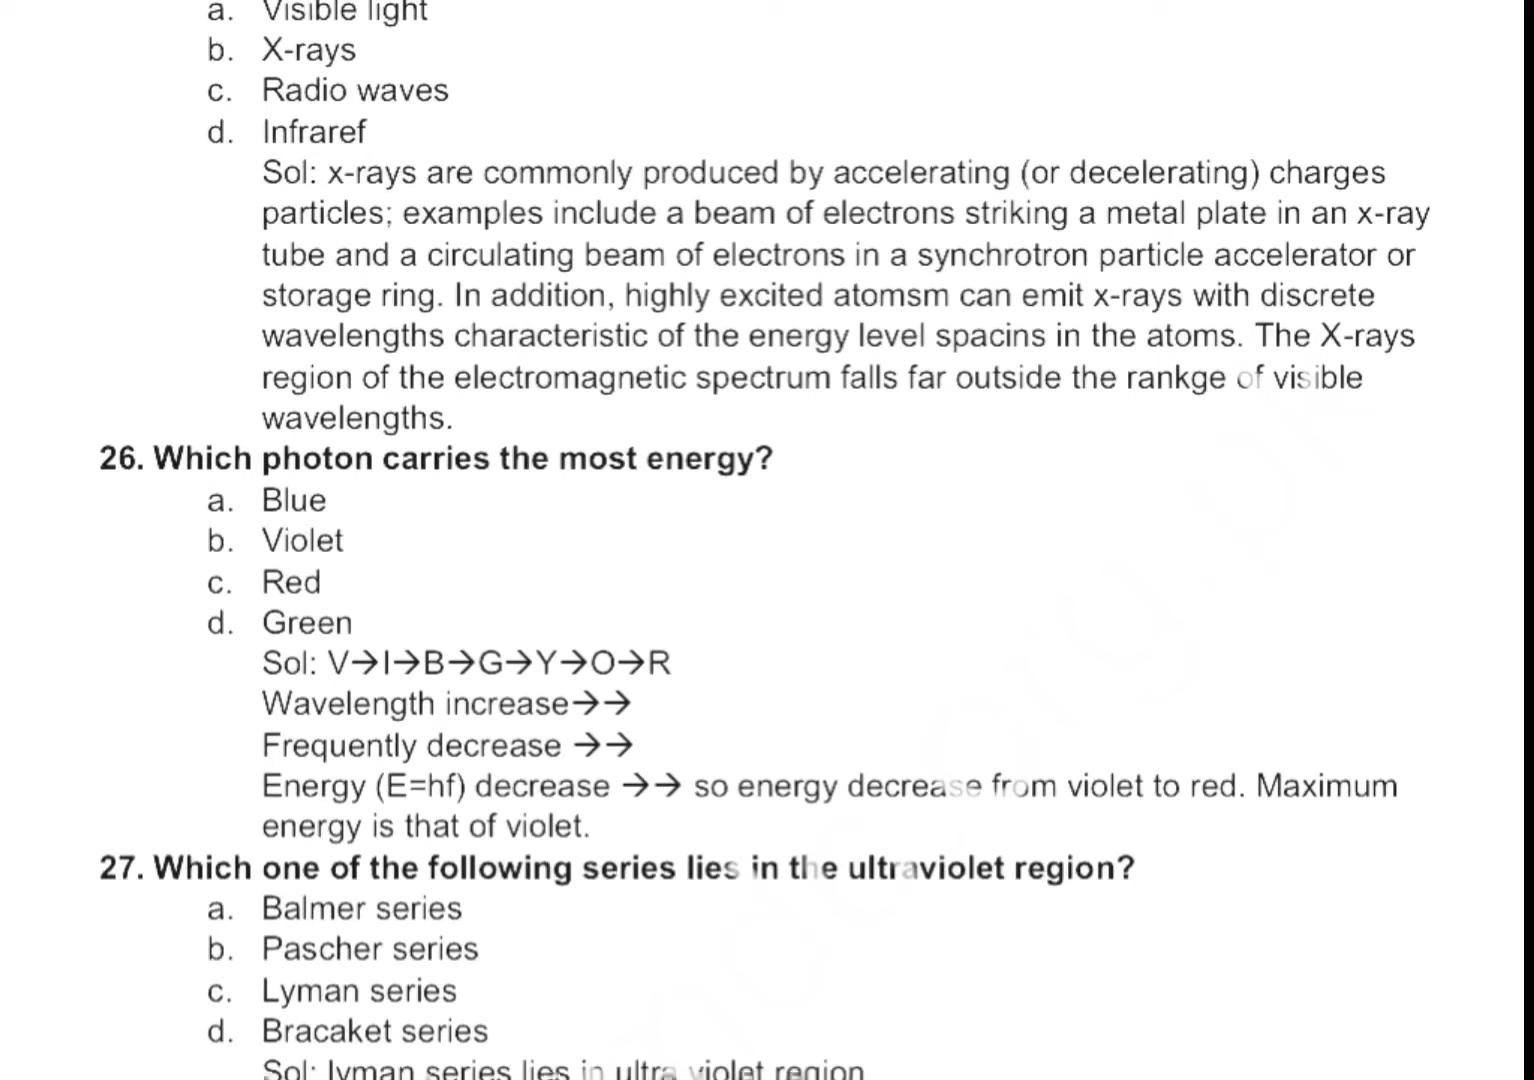 a. Visible light
b. X-rays
c. Radio waves
d. Infraref
Sol: x-rays are commonly produced by accelerating (or decelerating) charges
particles; examples include a beam of electrons striking a metal plate in an x-ray
tube and a circulating beam of electrons in a synchrotron particle accelerator or
storage ring. In addition, highly excited atomsm can emit x-rays with discrete
wavelengths characteristic of the energy level spacins in the atoms. The X-rays
region of the electromagnetic spectrum falls far outside the rankge of visible
wavelengths.
26. Which photon carries the most energy?
a. Blue
b. Violet
c. Red
d. Green
Sol: V→I→B→G→Y→O→R
Wavelength increase→→
Frequently decrease →→
Energy (E=hf) decrease →→ so energy decrease from violet to red. Maximum
energy is that of violet.
27. Which one of the following series lies in the ultraviolet region?
a. Balmer series
b. Pascher series
c. Lyman series
d. Bracaket series
Sol: lyman series lies in ultra violet region